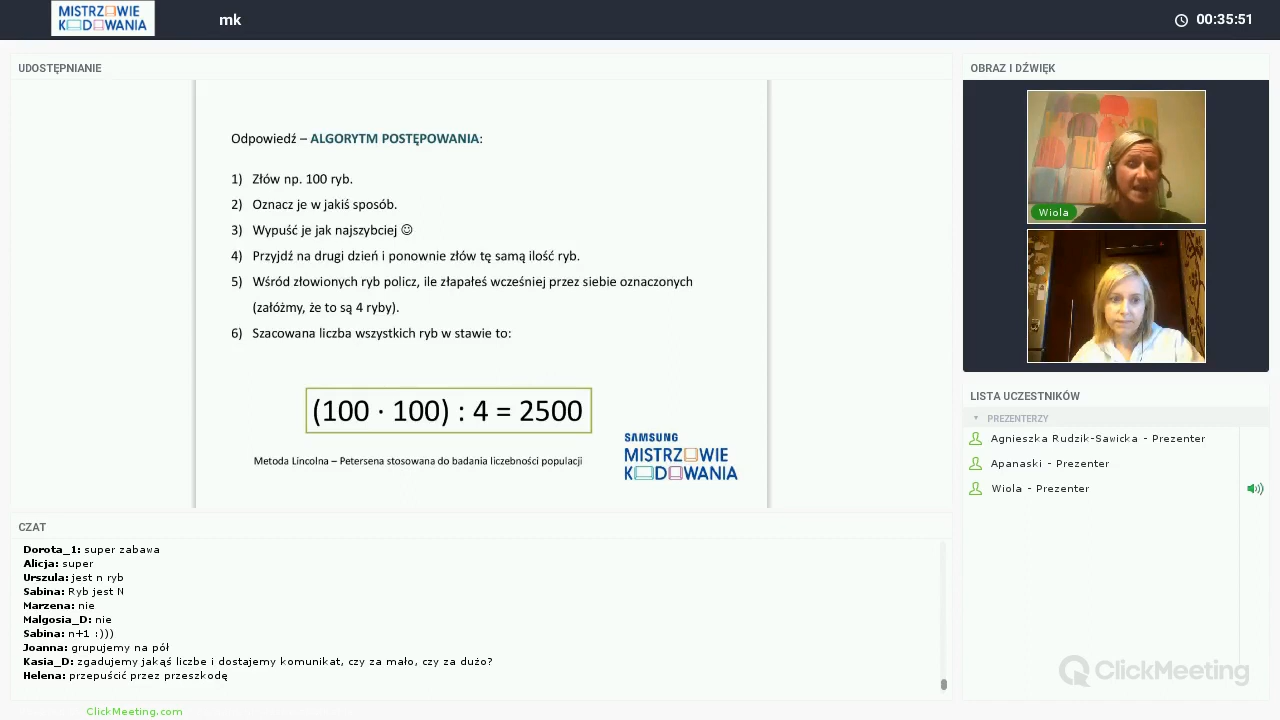 MISTRZOWIE
KODOWANIA
mk
00:35:51
UDOSTĘPNIANIE
OBRAZ I DŹWIĘK
Odpowiedź – ALGORYTM POSTĘPOWANIA:
1) Złów np. 100 ryb.
2) Oznacz je w jakiś sposób.
3) Wypuść je jak najszybciej ☺
4) Przyjdź na drugi dzień i ponownie złów tę samą ilość ryb.
5) Wśród złowionych ryb policz, ile złapałeś wcześniej przez siebie oznaczonych
(załóżmy, że to są 4 ryby).
6) Szacowana liczba wszystkich ryb w stawie to:
(100 · 100) : 4 = 2500
Metoda Lincolna – Petersena stosowana do badania liczebności populacji
SAMSUNG
MISTRZOWIE
KODOWANIA
Wiola
LISTA UCZESTNIKÓW
PREZENTERZY
Agnieszka Rudzik-Sawicka - Prezenter
Apanaski - Prezenter
Wiola - Prezenter
CZAT
Dorota_1: super zabawa
Alicja: super
Urszula: jest n ryb
Sabina: Ryb jest N
Marzena: nie
Malgosia_D: nie
Sabina: n+1 :)))
Joanna: grupujemy na pół
Kasia_D: zgadujemy jakąś liczbe i dostajemy komunikat, czy za mało, czy za dużo?
Helena: przepuścić przez przeszkodę
ClickMeeting
ClickMeeting.com